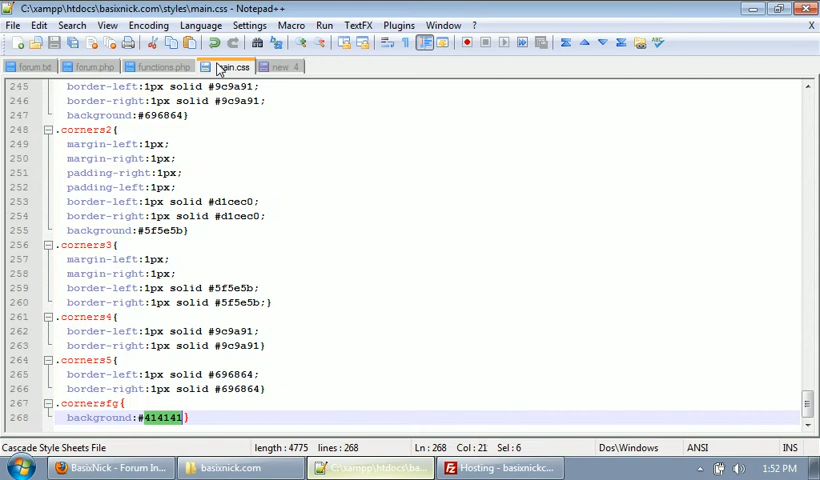 C:\xampp\htdocs\basixnick.com\styles\main.css - Notepad++
File Edit Search View Encoding Language Settings Macro Run TextFX Plugins Window ?
X
forum.txt forum.php functions.php main.css new 4
245 border-left:1px solid #9c9a91;
246 border-right:1px solid #9c9a91;
247 background:#696864}
248 .corners2{
249 margin-left:1px;
250 margin-right:1px;
251 padding-right:1px;
252 padding-left:1px;
253 border-left:1px solid #d1cec0;
254 border-right:1px solid #d1cec0;
255 background:#5f5e5b}
256 .corners3{
257 margin-left:1px;
258 margin-right:1px;
259 border-left:1px solid #5f5e5b;
260 border-right:1px solid #5f5e5b;}
261 .corners4{
262 border-left:1px solid #9c9a91;
263 border-right:1px solid #9c9a91}
264 .corners5{
265 border-left:1px solid #696864;
266 border-right:1px solid #696864}
267 .cornersfg{
268 background:#414141}
Cascade Style Sheets File length : 4775 lines : 268 Ln : 268 Col : 21 Sel : 6 Dos\Windows ANSI INS
BasixNick - Forum In... basixnick.com C:\xampp\htdocs\ba... Hosting - basixnickc... 1:52 PM